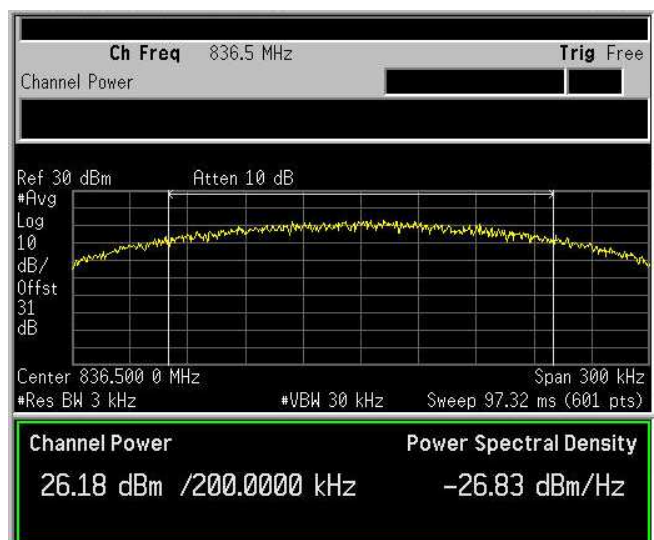 Ch Freq 836.5 MHz Trig Free
Channel Power
Ref 30 dBm Atten 10 dB
#Avg
Log
10
dB/
Offst
31
dB
Center 836.500 0 MHz Span 300 kHz
#Res BW 3 kHz #VBW 30 kHz Sweep 97.32 ms (601 pts)
Channel Power Power Spectral Density
26.18 dBm /200.0000 kHz -26.83 dBm/Hz